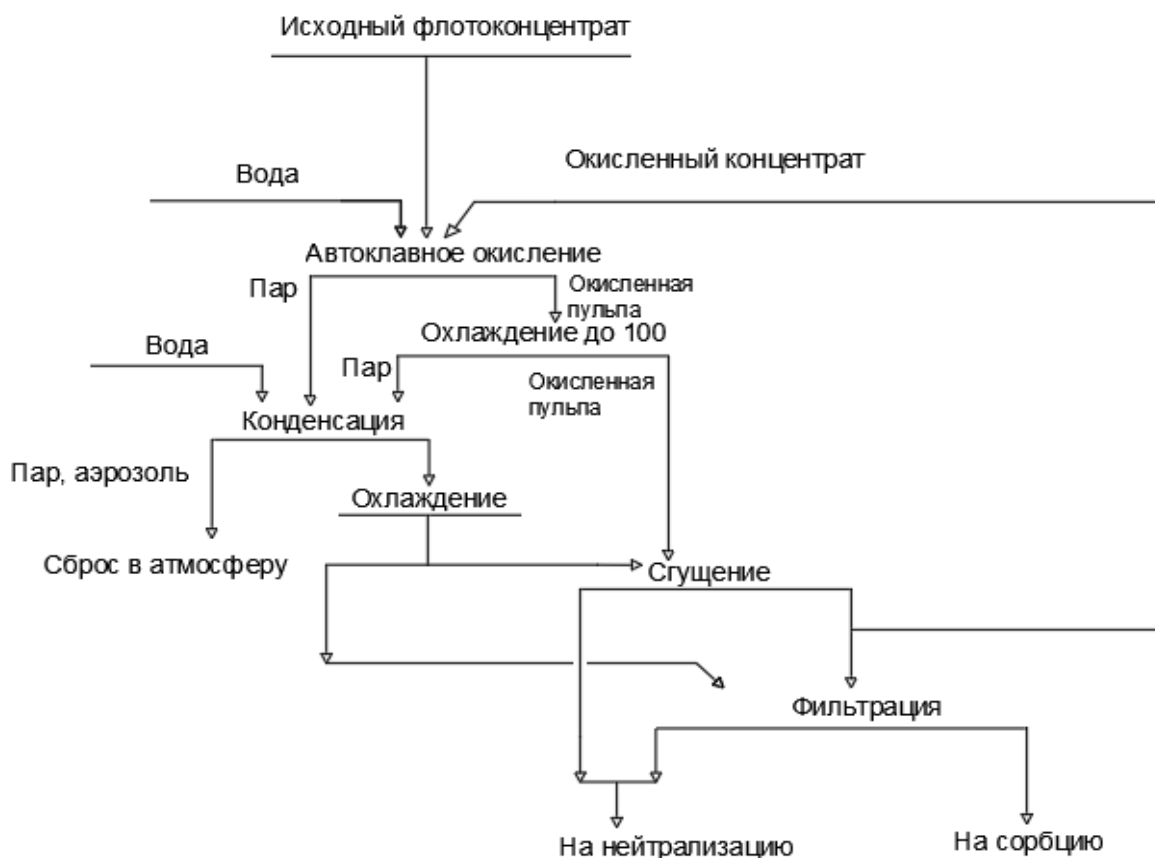 Исходный флотоконцентрат
Окисленный концентрат
Вода
Автоклавное окисление
Пар
Окисленная
пульпа
Охлаждение до 100
Вода
Пар
Окисленная
пульпа
Конденсация
Пар, аэрозоль
Охлаждение
Сброс в атмосферу
Сгущение
Фильтрация
На нейтрализацию
На сорбцию